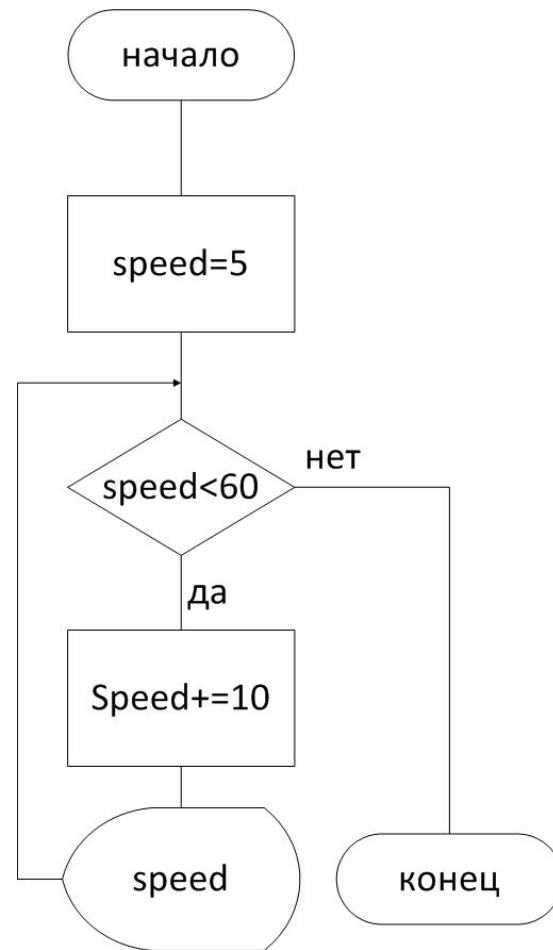 начало
speed=5
speed<60
нет
да
Speed+=10
speed
конец